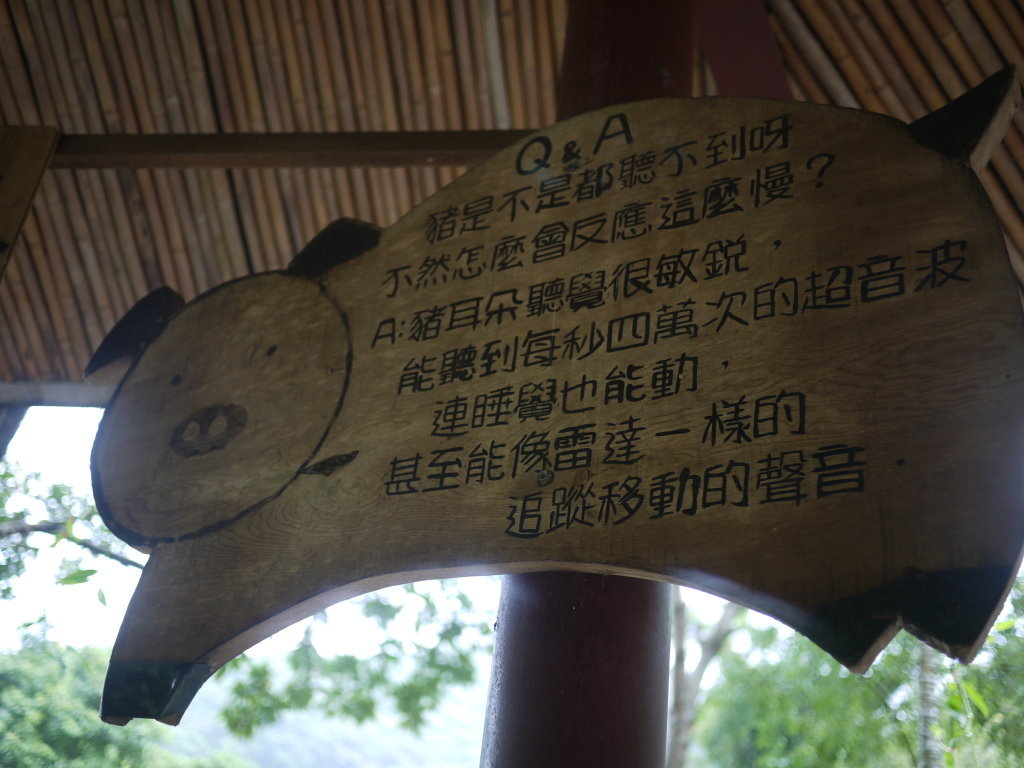 Q & A
豬是不是都聽不到呀
不然怎麼會反應這麼慢？
A:豬耳朵聽覺很敏銳，
能聽到每秒四萬次的超音波
連睡覺也能動，
甚至能像雷達一樣的
追蹤移動的聲音．